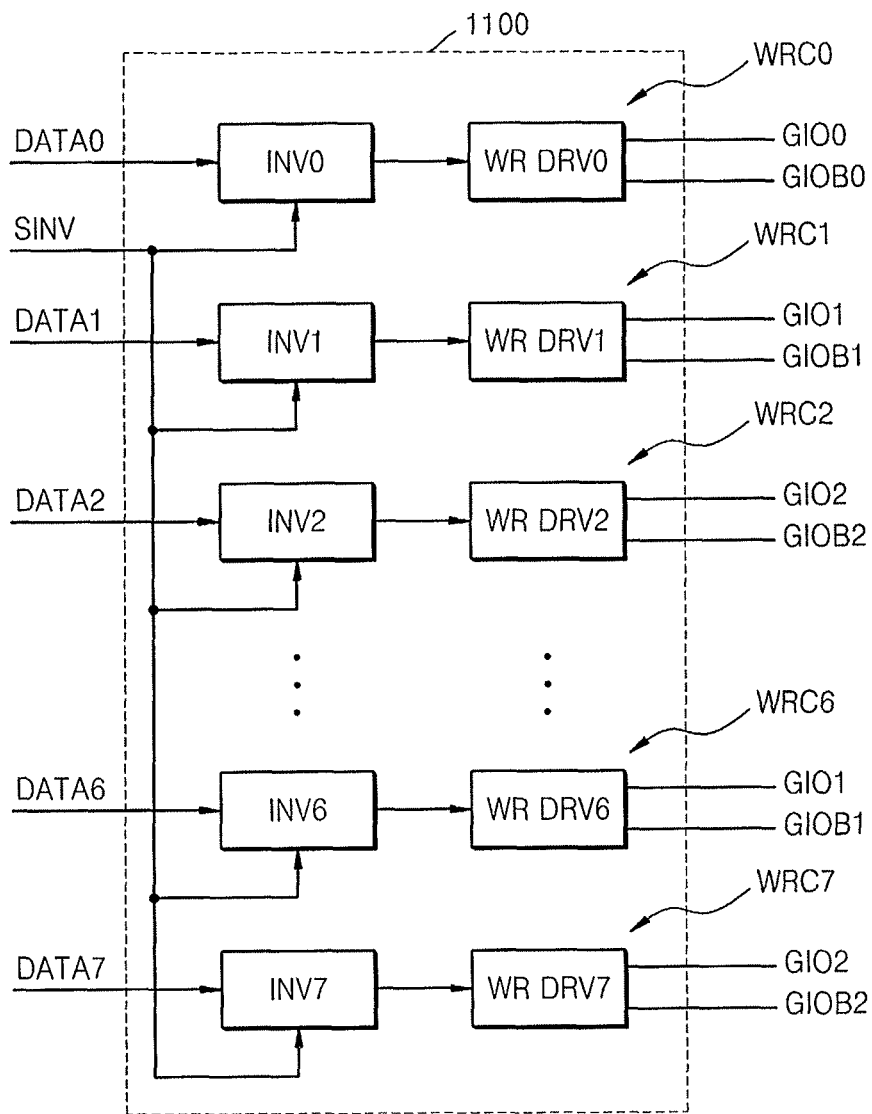 1100
WRC0
DATA0
INV0
WR DRV0
GIO0
GIOB0
SINV
WRC1
DATA1
INV1
WR DRV1
GIO1
GIOB1
WRC2
DATA2
INV2
WR DRV2
GIO2
GIOB2
WRC6
DATA6
INV6
WR DRV6
GIO1
GIOB1
WRC7
DATA7
INV7
WR DRV7
GIO2
GIOB2